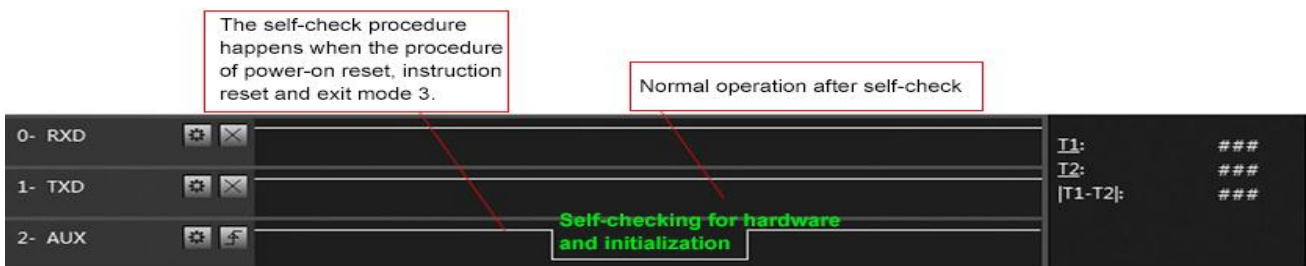 The self-check procedure
happens when the procedure
of power-on reset, instruction
reset and exit mode 3.
Normal operation after self-check
0- RXD
1- TXD
2- AUX
Self-checking for hardware
and initialization
T1: ###
T2: ###
|T1-T2|: ###